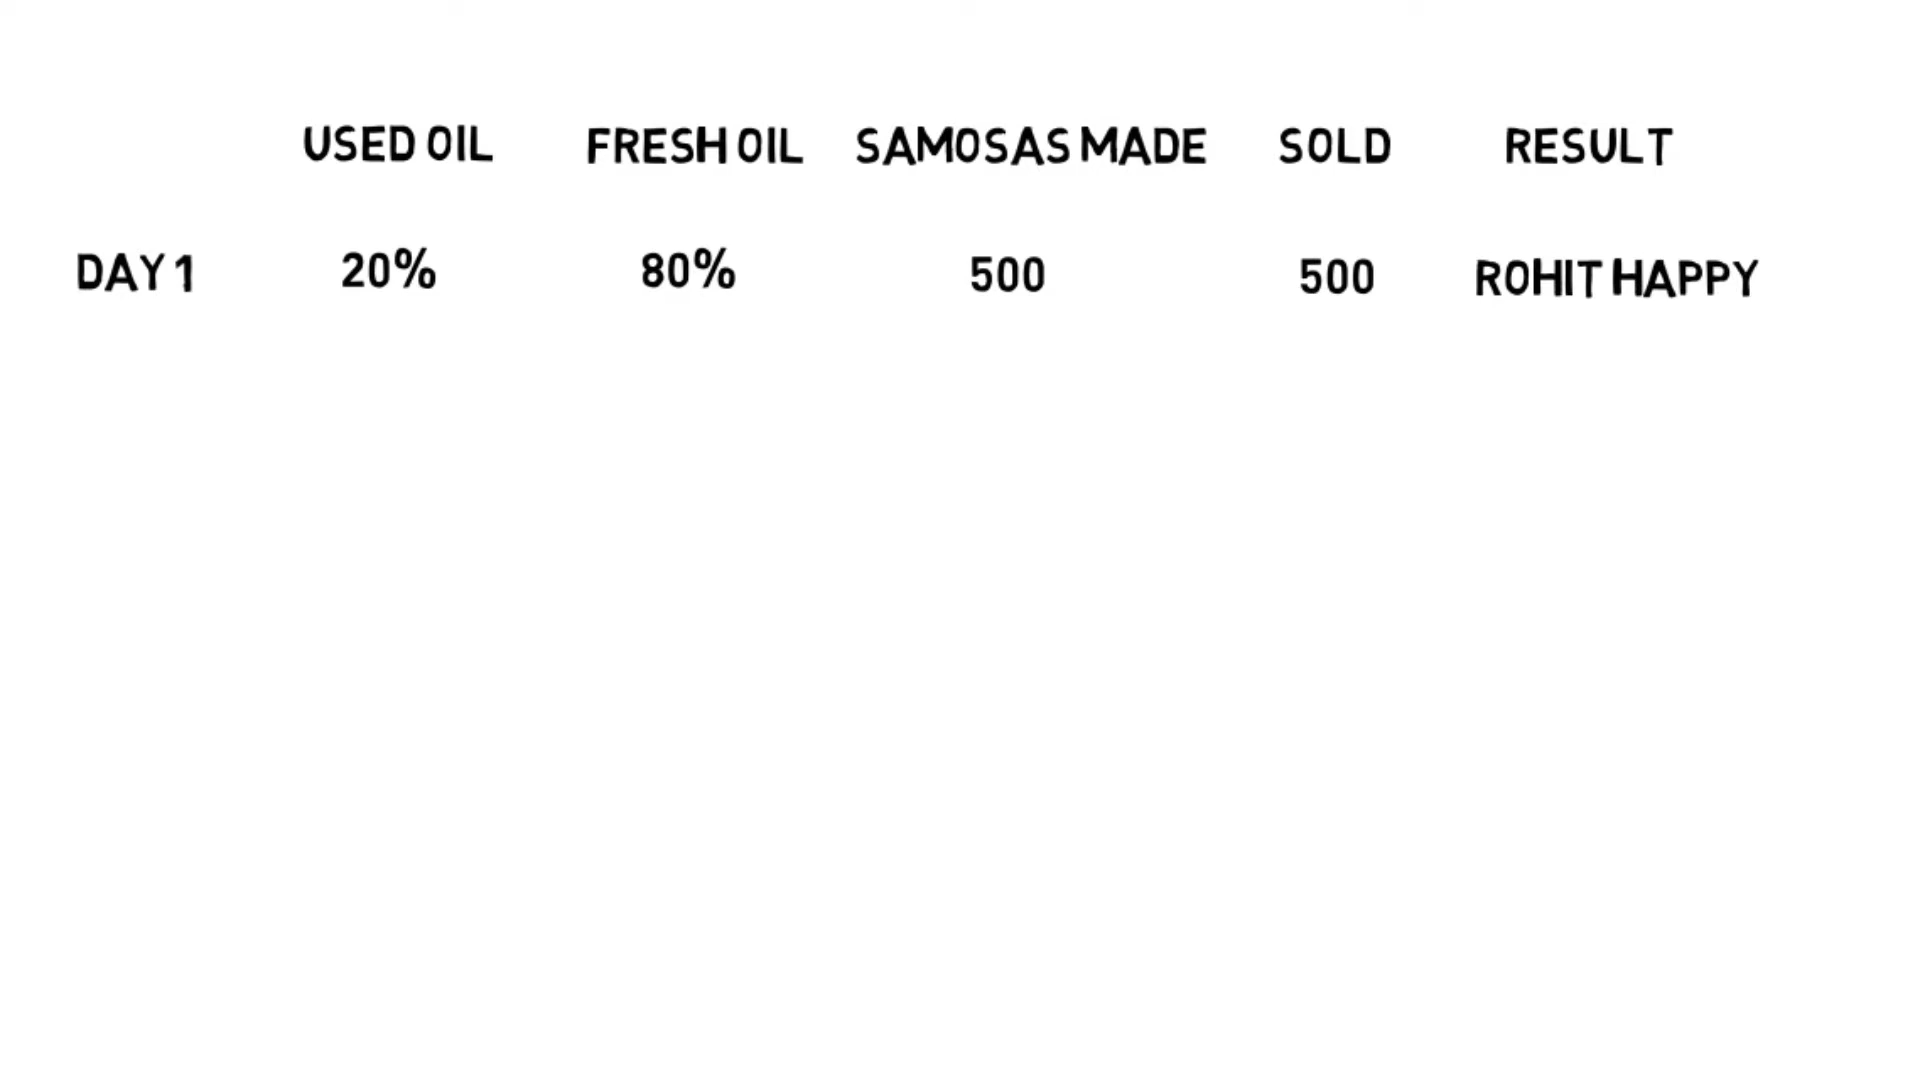 USED OIL FRESH OIL SAMOSAS MADE SOLD RESULT
DAY 1 20% 80% 500 500 ROHIT HAPPY